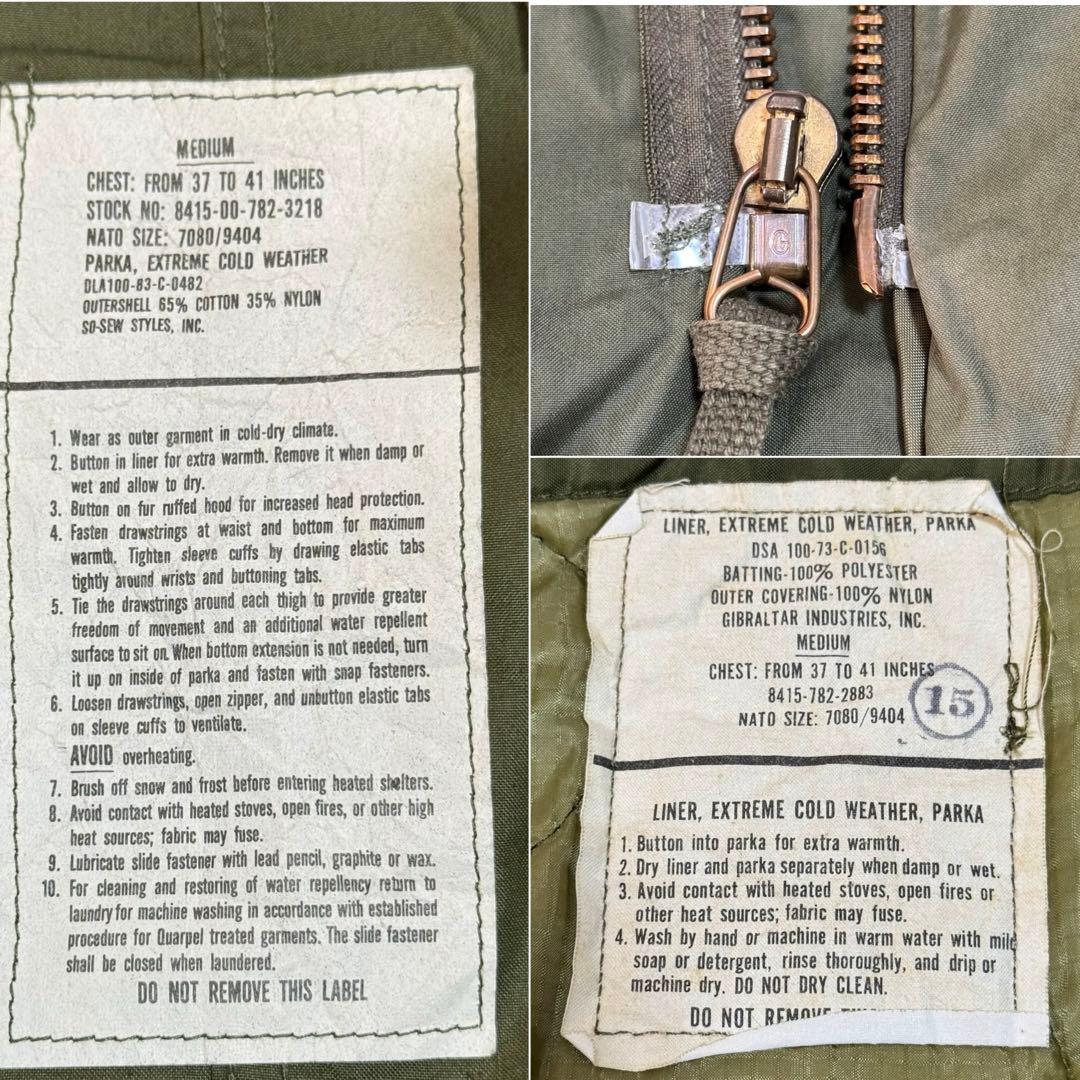 MEDIUM
CHEST: FROM 37 TO 41 INCHES
STOCK NO: 8415-00-782-3218
NATO SIZE: 7080/9404
PARKA, EXTREME COLD WEATHER
DLA100-83-C-0482
OUTERSHELL 65% COTTON 35% NYLON
SO-SEW STYLES, INC.
1. Wear as outer garment in cold-dry climate.
2. Button in liner for extra warmth. Remove it when damp or
wet and allow to dry.
3. Button on fur ruffed hood for increased head protection.
4. Fasten drawstrings at waist and bottom for maximum
warmth. Tighten sleeve cuffs by drawing elastic tabs
tightly around wrists and buttoning tabs.
5. Tie the drawstrings around each thigh to provide greater
freedom of movement and an additional water repellent
surface to sit on. When bottom extension is not needed, turn
it up on inside of parka and fasten with snap fasteners.
6. Loosen drawstrings, open zipper, and unbutton elastic tabs
on sleeve cuffs to ventilate.
AVOID overheating.
7. Brush off snow and frost before entering heated shelters.
8. Avoid contact with heated stoves, open fires, or other high
heat sources; fabric may fuse.
9. Lubricate slide fastener with lead pencil, graphite or wax.
10. For cleaning and restoring of water repellency return to
laundry for machine washing in accordance with established
procedure for Quarpel treated garments. The slide fastener
shall be closed when laundered.
DO NOT REMOVE THIS LABEL
G
LINER, EXTREME COLD WEATHER, PARKA
DSA 100-73-C-0156
BATTING-100% POLYESTER
OUTER COVERING-100% NYLON
GIBRALTAR INDUSTRIES, INC.
MEDIUM
CHEST: FROM 37 TO 41 INCHES
8415-782-2883
NATO SIZE: 7080/9404
15
LINER, EXTREME COLD WEATHER, PARKA
1. Button into parka for extra warmth.
2. Dry liner and parka separately when damp or wet.
3. Avoid contact with heated stoves, open fires or
other heat sources; fabric may fuse.
4. Wash by hand or machine in warm water with mild
soap or detergent, rinse thoroughly, and drip or
machine dry. DO NOT DRY CLEAN.
DO NOT REMOVE